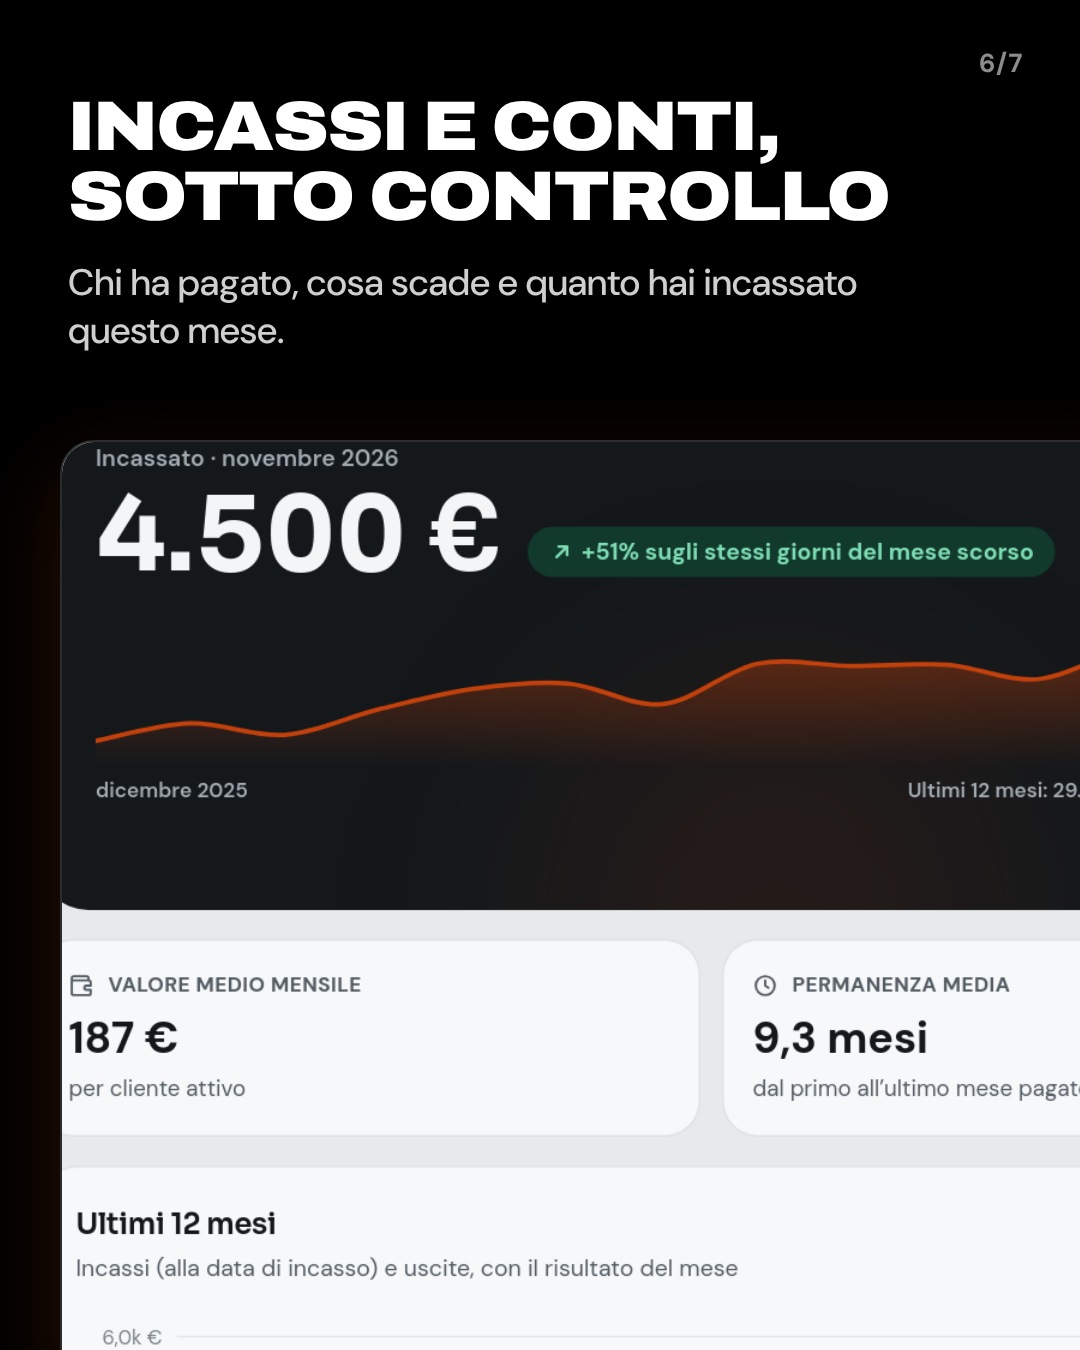 6/7
INCASSI E CONTI,
SOTTO CONTROLLO
Chi ha pagato, cosa scade e quanto hai incassato
questo mese.
Incassato · novembre 2026
4.500 €
↗ +51% sugli stessi giorni del mese scorso
dicembre 2025
Ultimi 12 mesi: 29.
VALORE MEDIO MENSILE
187 €
per cliente attivo
PERMANENZA MEDIA
9,3 mesi
dal primo all’ultimo mese pagato
Ultimi 12 mesi
Incassi (alla data di incasso) e uscite, con il risultato del mese
6,0k €